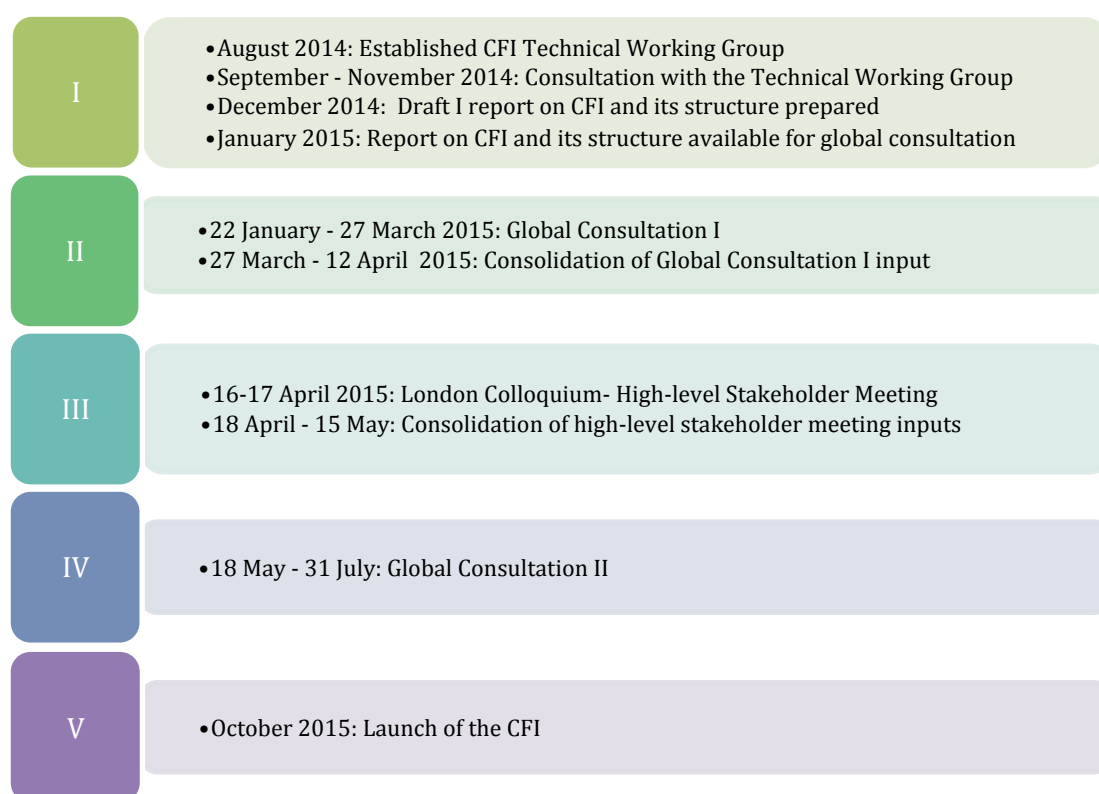 I
•August 2014: Established CFI Technical Working Group
•September - November 2014: Consultation with the Technical Working Group
•December 2014:  Draft I report on CFI and its structure prepared
•January 2015: Report on CFI and its structure available for global consultation
II
•22 January - 27 March 2015: Global Consultation I
•27 March - 12 April  2015: Consolidation of Global Consultation I input
III
•16-17 April 2015: London Colloquium- High-level Stakeholder Meeting
•18 April - 15 May: Consolidation of high-level stakeholder meeting inputs
IV
•18 May - 31 July: Global Consultation II
V
•October 2015: Launch of the CFI